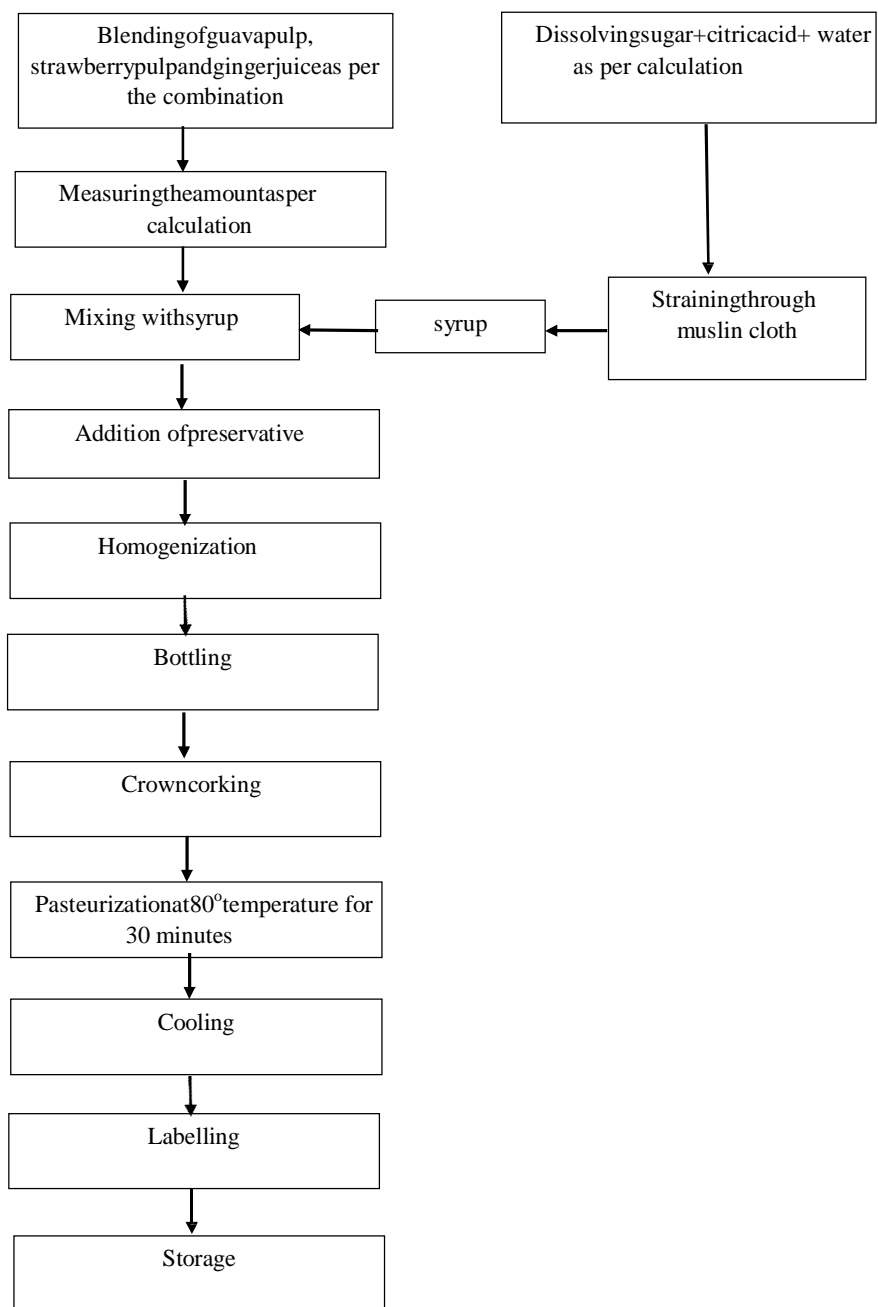 Blendingofguavapulp,
strawberrypulpandgingerjuiceas per
the combination
Dissolvingsugar+citricacid+ water
as per calculation
Measuringtheamountasper
calculation
Mixing withsyrup
syrup
Strainingthrough
muslin cloth
Addition ofpreservative
Homogenization
Bottling
Crowncorking
Pasteurizationat80°temperature for
30 minutes
Cooling
Labelling
Storage